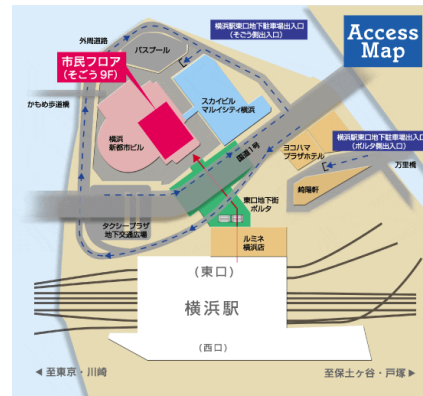 外周道路
横浜駅東口地下駐車場出入口
(そごう側出入口)
Access
Map
バスプール
市民フロア
(そごう9F)
スカイビル
マルイシティ横浜
かもめ歩道橋
横浜
新都市ビル
国道1号
ヨコハマ
プラザホテル
横浜駅東口地下駐車場出入口
(ポルタ側出入口)
万里橋
崎陽軒
東口地下街
ポルタ
タクシープラザ
地下交通広場
ルミネ
横浜店
(東口)
横浜駅
(西口)
◀ 至東京・川崎
至保土ヶ谷・戸塚 ▶